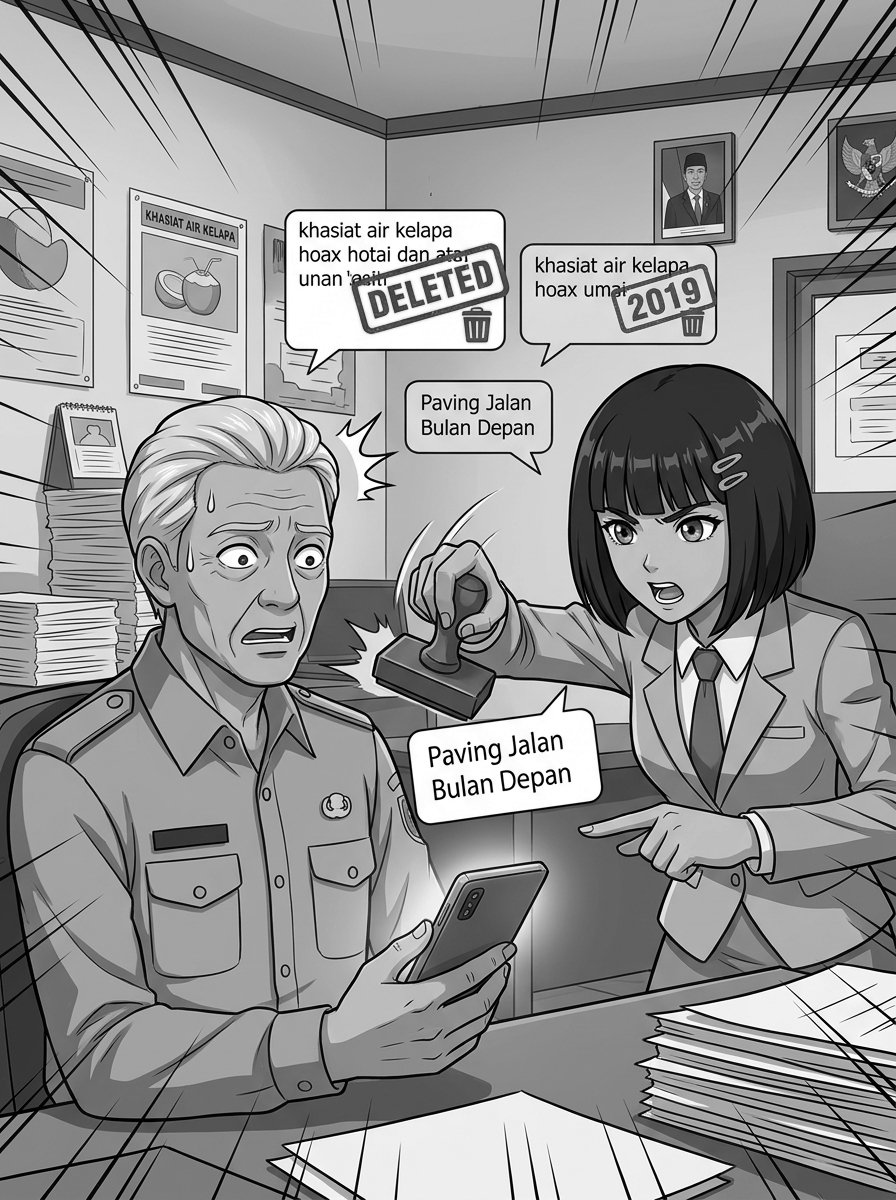 KHASIAT AIR KELAPA
khasiat air kelapa
hoax hotai dan
unan
DELETED
khasiat air kelapa
hoax umai
2019
Paving Jalan
Bulan Depan
Paving Jalan
Bulan Depan